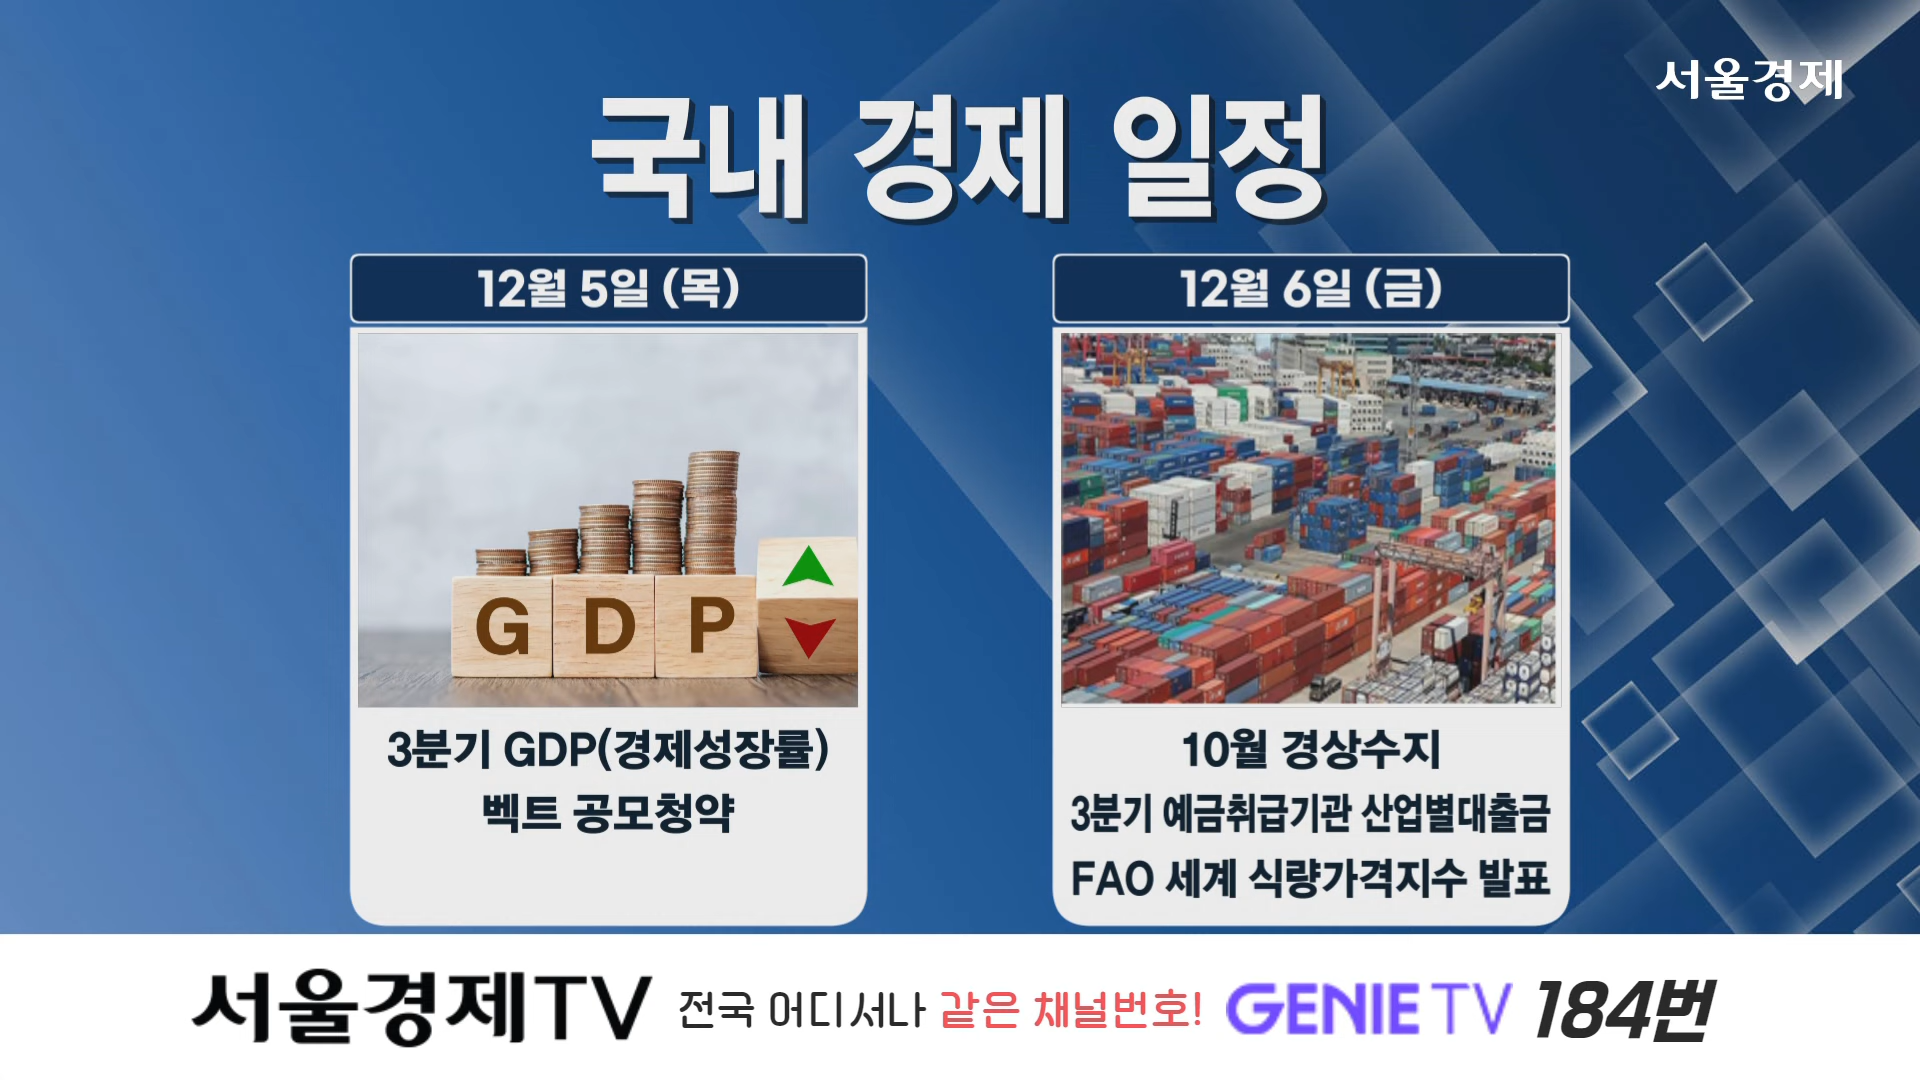 서울경제
국내 경제 일정
12월 5일 (목)
G D P
3분기 GDP(경제성장률)
벡트 공모청약
12월 6일 (금)
10월 경상수지
3분기 예금취급기관 산업별대출금
FAO 세계 식량가격지수 발표
서울경제TV 전국 어디서나 같은 채널번호! GENIE TV 184번